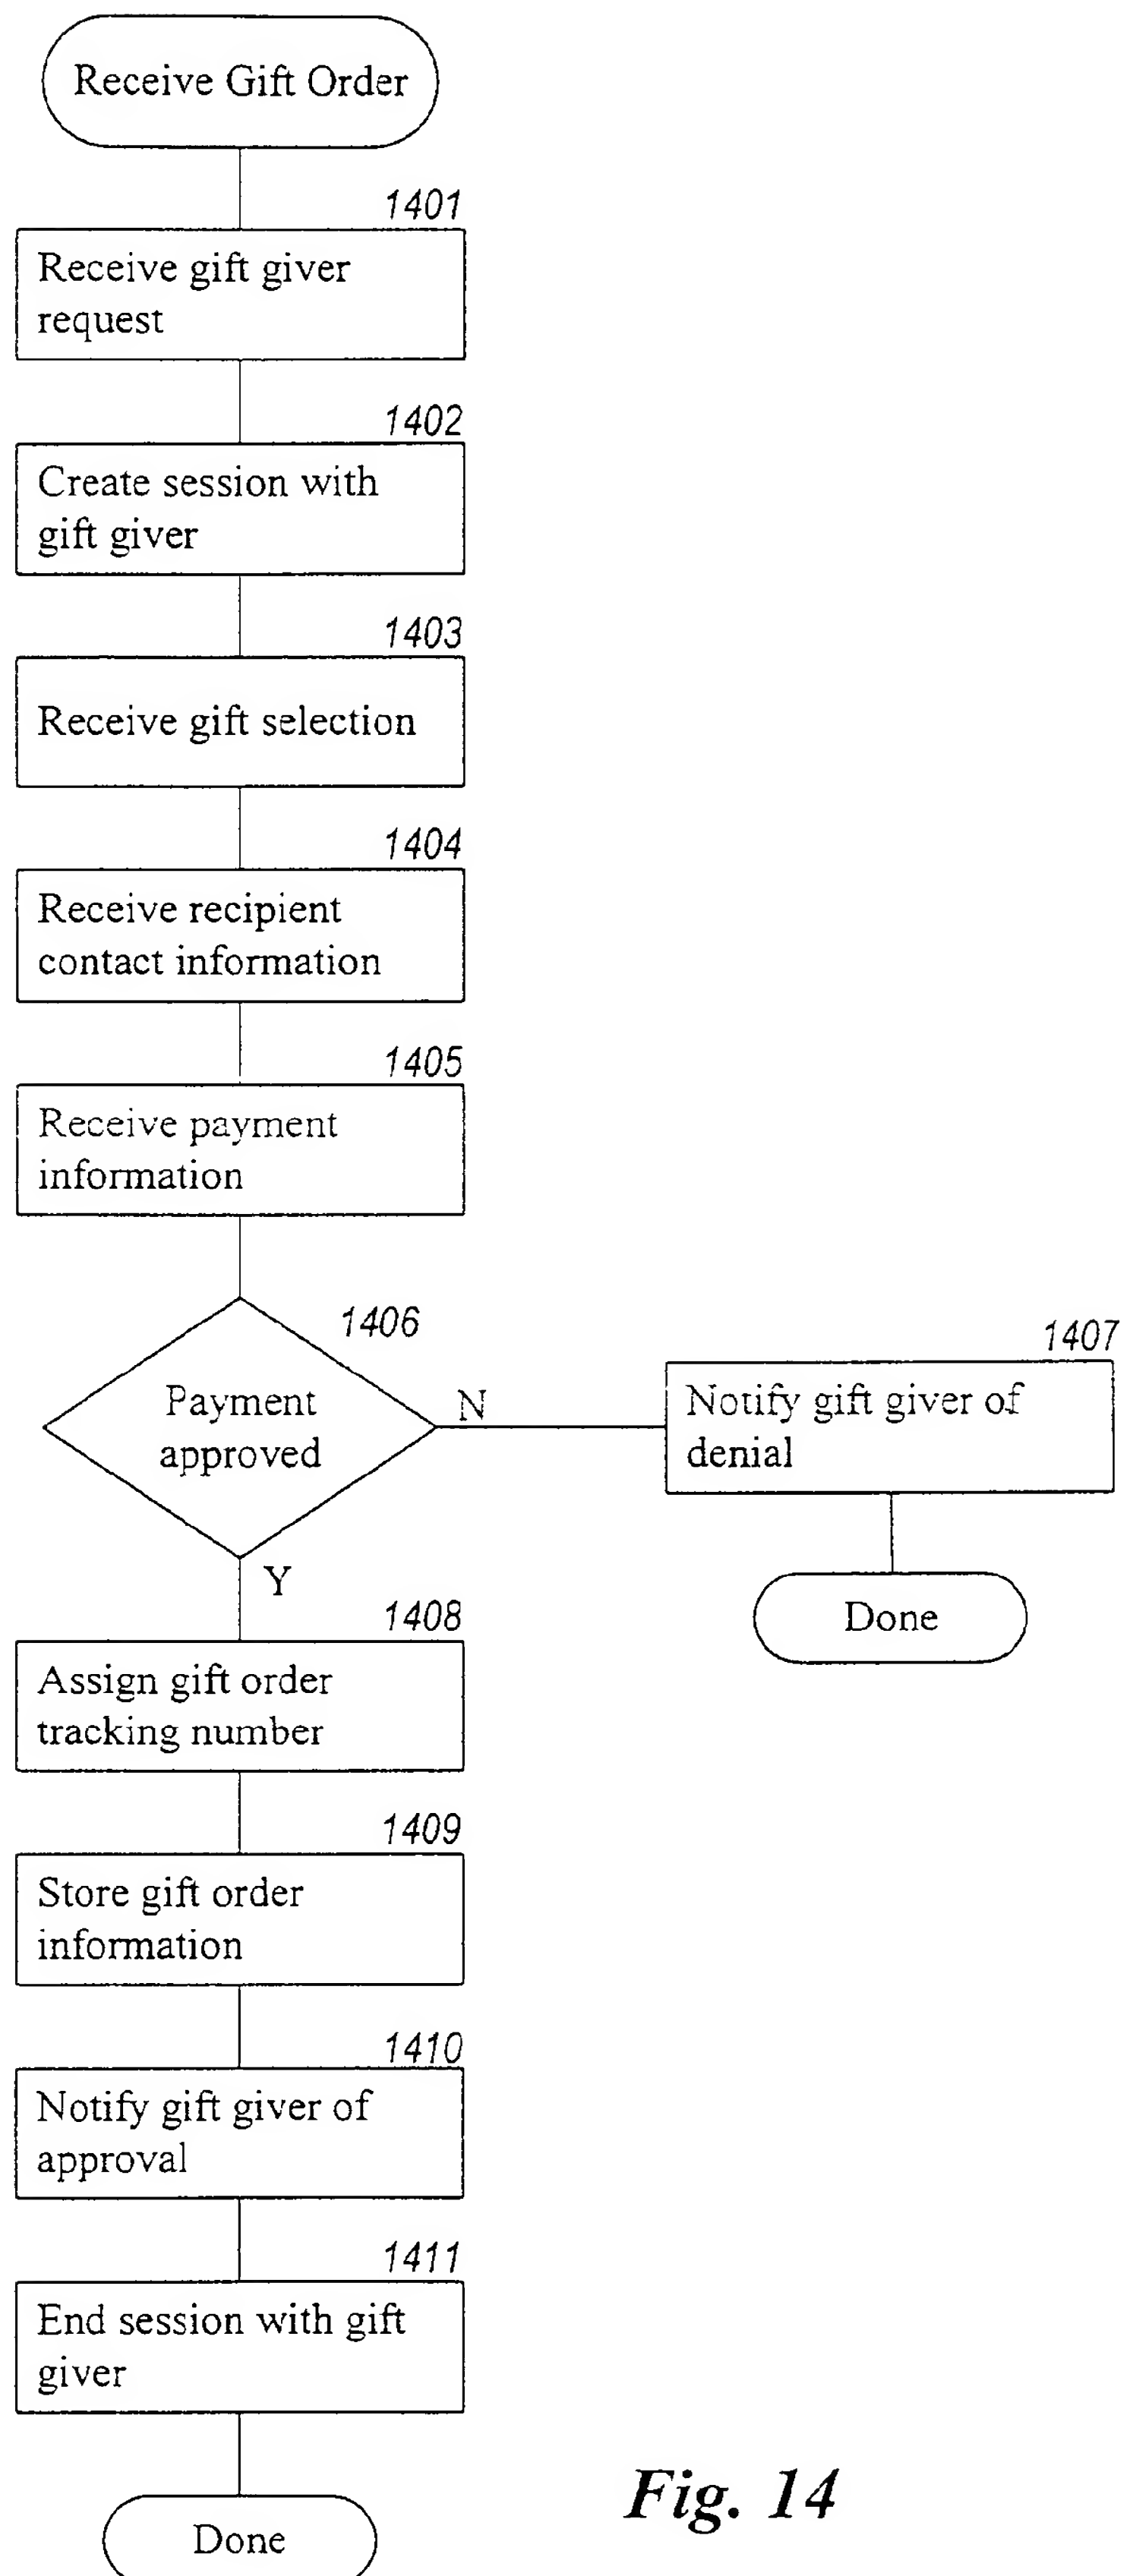 Receive Gift Order
1401
Receive gift giver
request
1402
Create session with
gift giver
1403
Receive gift selection
1404
Receive recipient
contact information
1405
Receive payment
information
1406
Payment
approved
N
1407
Notify gift giver of
denial
Done
Y
1408
Assign gift order
tracking number
1409
Store gift order
information
1410
Notify gift giver of
approval
1411
End session with gift
giver
Done
Fig. 14